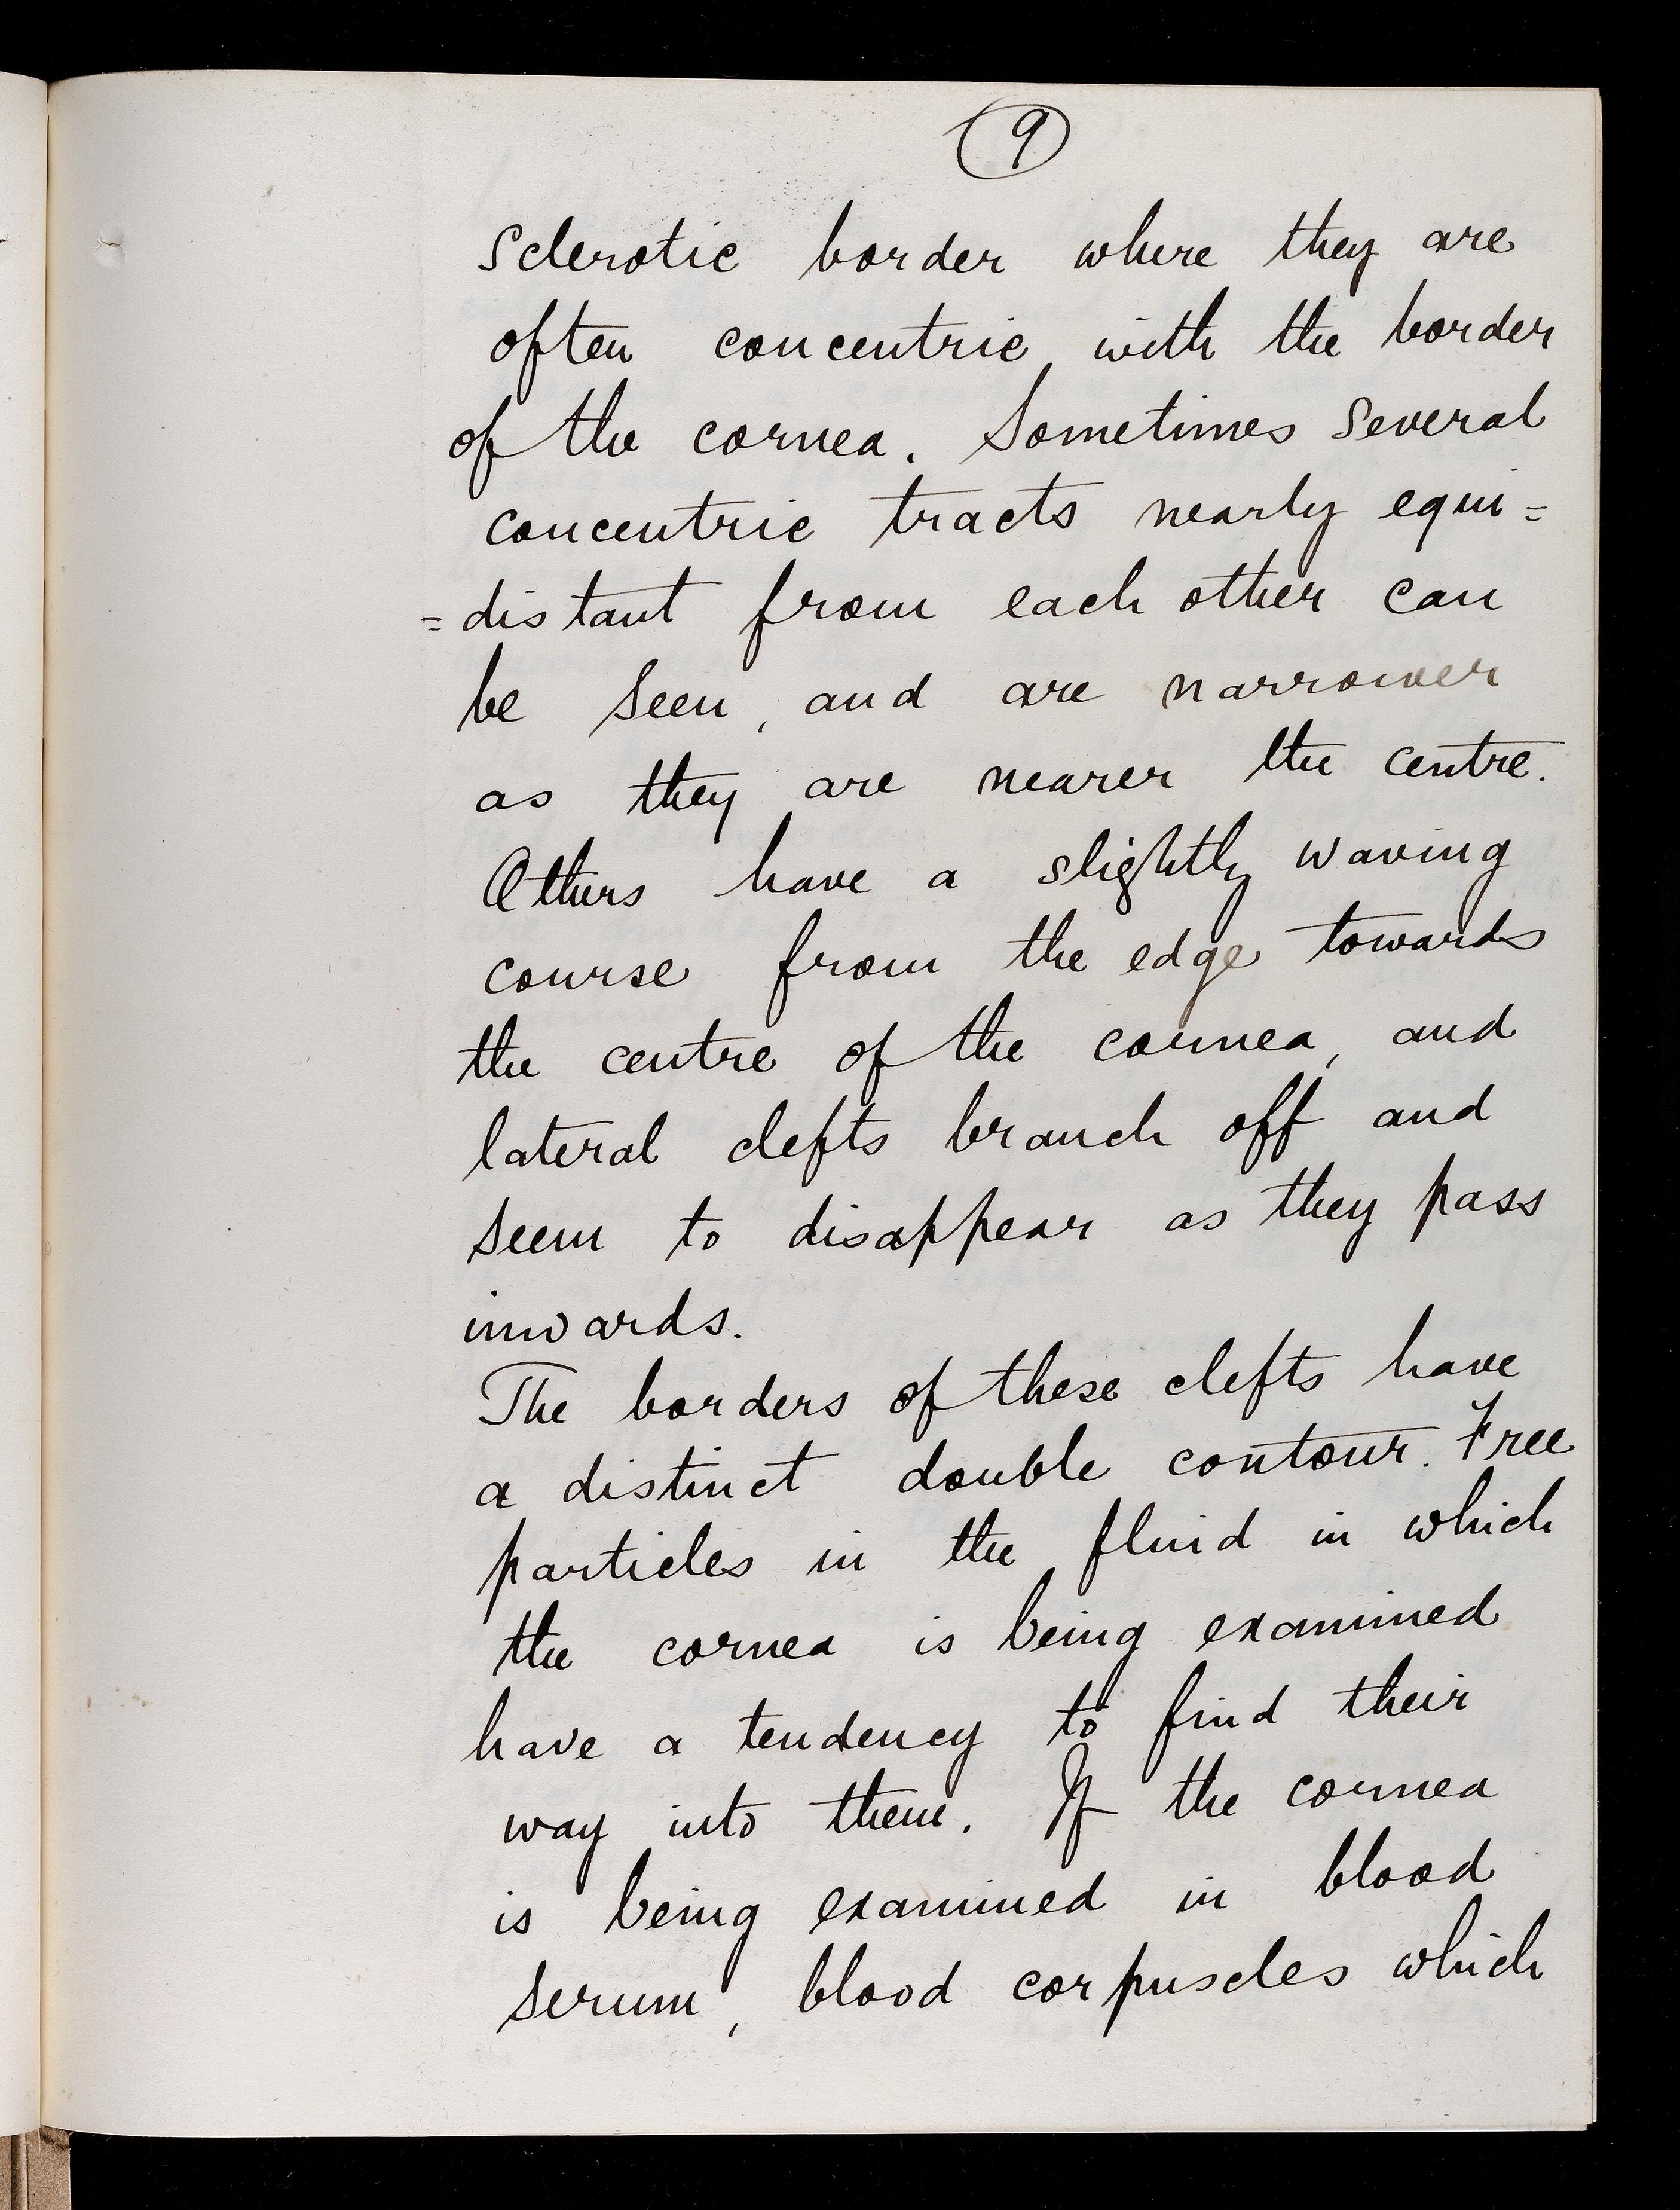 9
Sclerotic border where they are
often concentric with the border
of the cornea. Sometimes several
concentric tracts nearly equi=
=distant from each other can
be seen, and are narrower
as they are nearer the centre.
Others have a slightly waving
course from the edge towards
the centre of the cornea, and
lateral clefts branch off and
seem to disappear as they pass
inwards.
The borders of these clefts have
a distinct double contour. Free
particles in the fluid in which
the cornea is being examined
have a tendency to find their
way into them. If the cornea
is being examined in blood
serum, blood corpuscles which